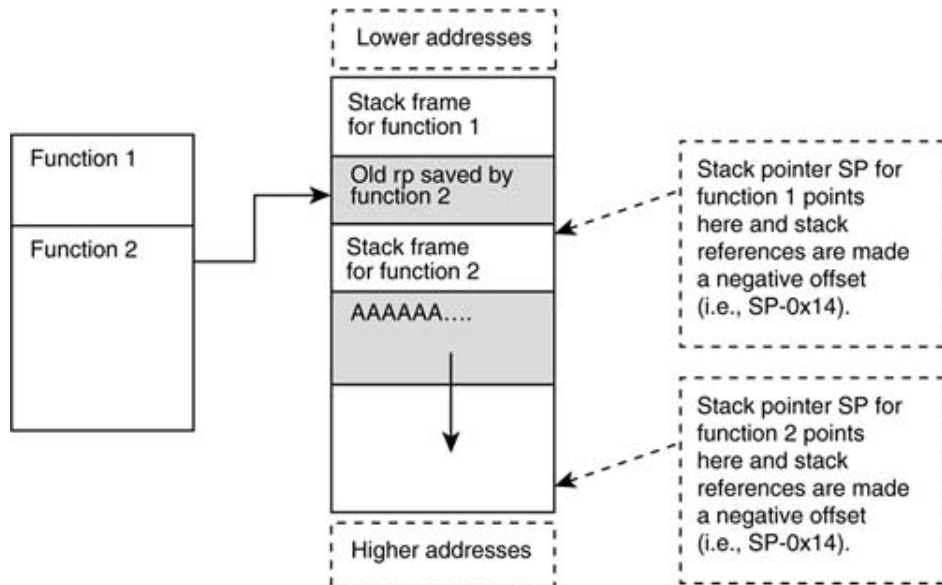 Lower addresses
Stack frame
for function 1
Function 1
Old rp saved by
function 2
Function 2
Stack frame
for function 2
AAAAAA....
Stack pointer SP for
function 1 points
here and stack
references are made
a negative offset
(i.e., SP-0x14).
Stack pointer SP for
function 2 points
here and stack
references are made
a negative offset
(i.e., SP-0x14).
Higher addresses